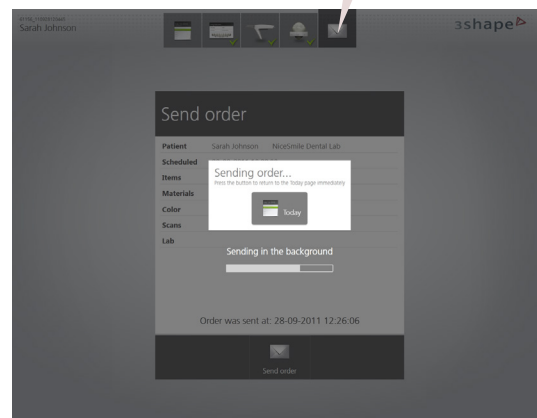 Sarah Johnson
3shape
Send order
Patient Sarah Johnson NiceSmile Dental Lab
Scheduled
Items
Materials
Color
Scans
Lab
Sending order...
Press the button to return to the Today page immediately
Today
Sending in the background
Order was sent at: 28-09-2011 12:26:06
Send order